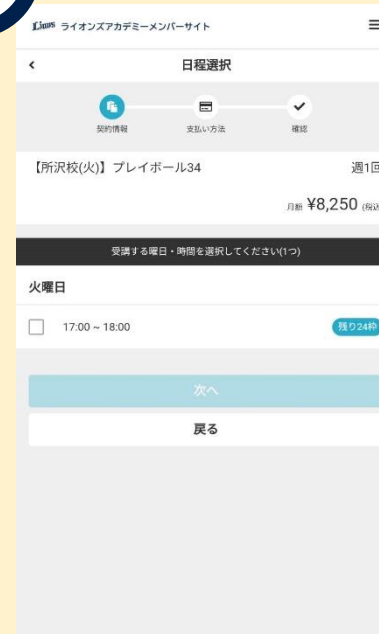 Lions ライオンズアカデミーメンバーサイト
日程選択
契約情報 支払い方法 確認
【所沢校(火)】プレイボール34 週1回
月額 ¥8,250 (税込
受講する曜日・時間を選択してください(1つ)
火曜日
17:00 ~ 18:00 残り24枠
次へ
戻る